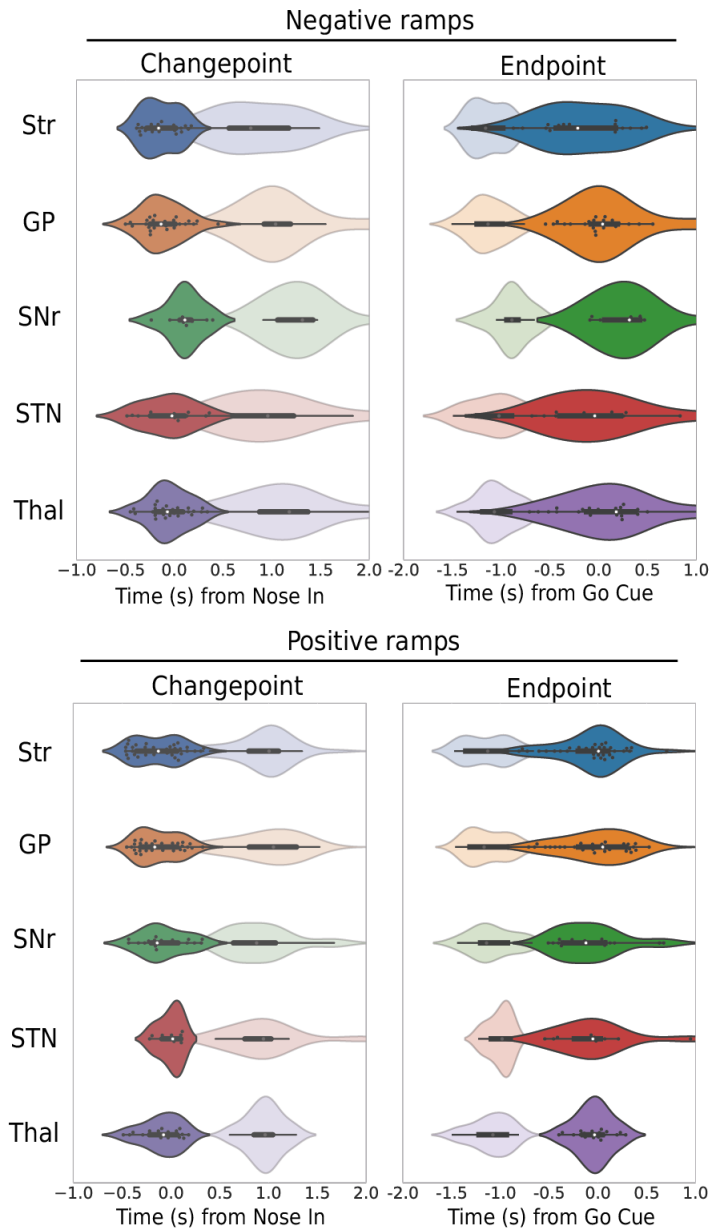 Negative ramps
Changepoint Endpoint
Str
GP
SNr
STN
Thal
−1.0 −0.5 0.0 0.5 1.0 1.5 2.0 -2.0 -1.5 -1.0 -0.5 0.0 0.5 1.0
Time (s) from Nose In Time (s) from Go Cue
Positive ramps
Changepoint Endpoint
Str
GP
SNr
STN
Thal
−1.0 −0.5 0.0 0.5 1.0 1.5 2.0 -2.0 -1.5 -1.0 -0.5 0.0 0.5 1.0
Time (s) from Nose In Time (s) from Go Cue